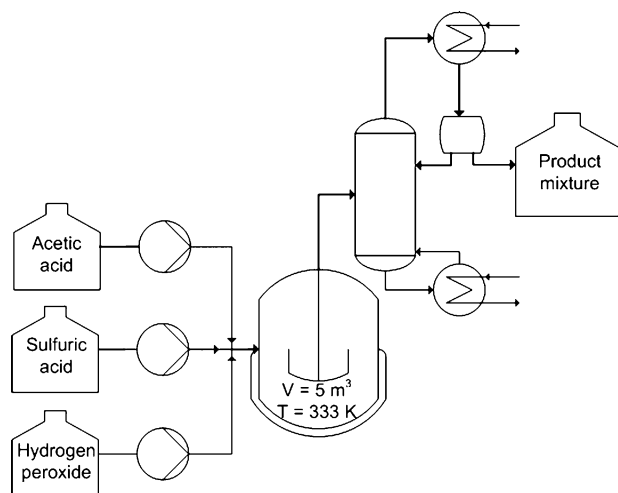 Product
mixture
Acetic
acid
Sulfuric
acid
V = 5 m³
T = 333 K
Hydrogen
peroxide